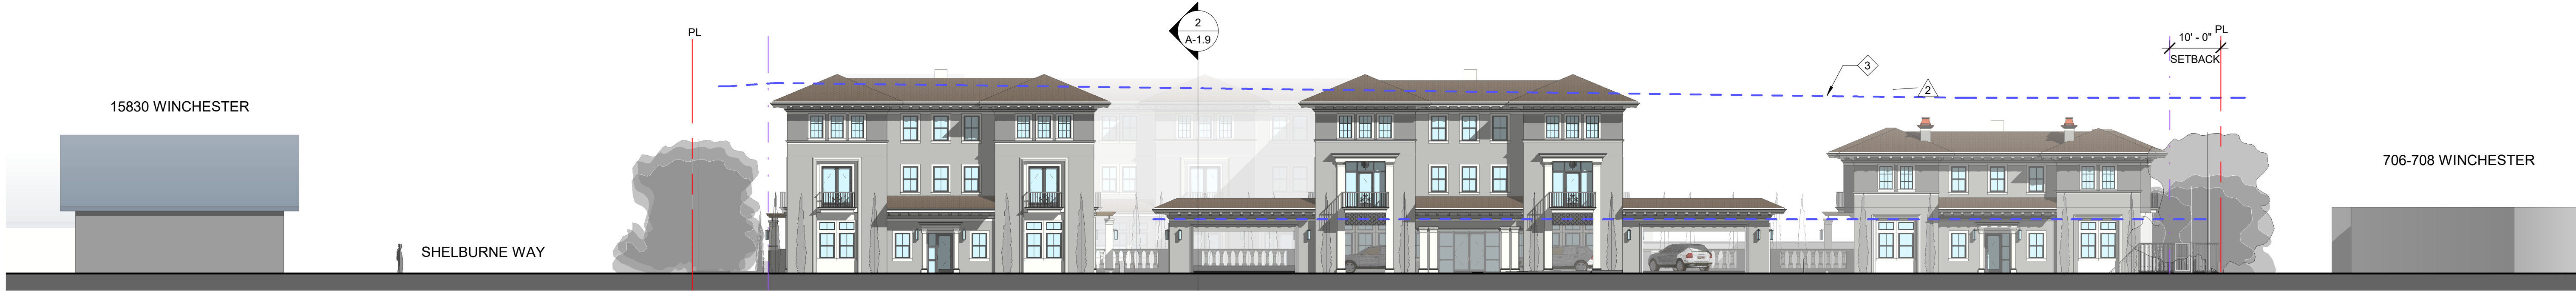 15830 WINCHESTER
SHELBURNE WAY
PL
2
A-1.9
3
2
10' - 0"
PL
SETBACK
706-708 WINCHESTER